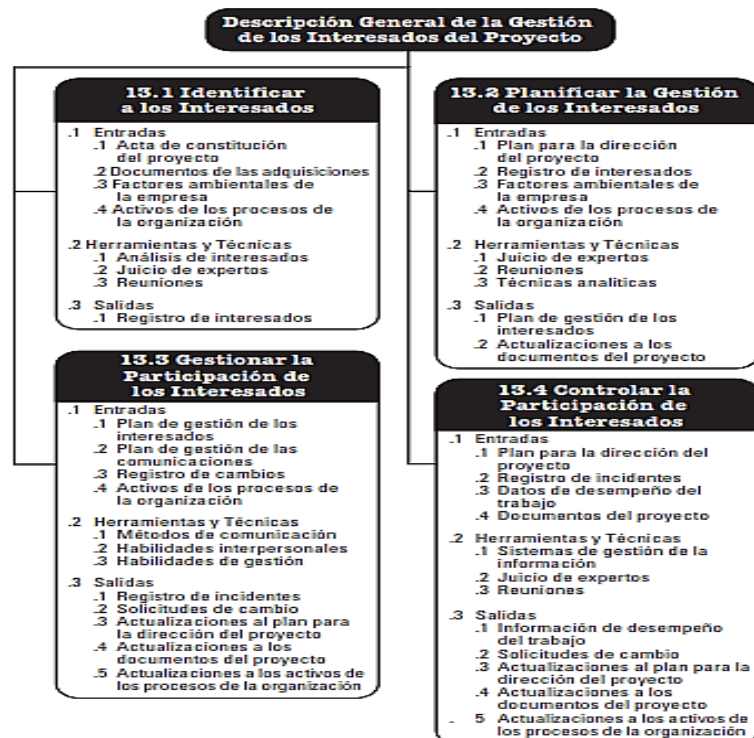 Descripción General de la Gestión
de los Interesados del Proyecto
13.1 Identificar
a los Interesados
.1 Entradas
.1 Acta de constitución
del proyecto
.2 Documentos de las adquisiciones
.3 Factores ambientales de
la empresa
.4 Activos de los procesos de
la organización
.2 Herramientas y Técnicas
.1 Análisis de interesados
.2 Juicio de expertos
.3 Reuniones
.3 Salidas
.1 Registro de interesados
13.2 Planificar la Gestión
de los Interesados
.1 Entradas
.1 Plan para la dirección
del proyecto
.2 Registro de interesados
.3 Factores ambientales de
la empresa
.4 Activos de los procesos de
la organización
.2 Herramientas y Técnicas
.1 Juicio de expertos
.2 Reuniones
.3 Técnicas analíticas
.3 Salidas
.1 Plan de gestión de los
interesados
.2 Actualizaciones a los
documentos del proyecto
13.3 Gestionar la
Participación de
los Interesados
.1 Entradas
.1 Plan de gestión de los
interesados
.2 Plan de gestión de las
comunicaciones
.3 Registro de cambios
.4 Activos de los procesos de
la organización
.2 Herramientas y Técnicas
.1 Métodos de comunicación
.2 Habilidades interpersonales
.3 Habilidades de gestión
.3 Salidas
.1 Registro de incidentes
.2 Solicitudes de cambio
.3 Actualizaciones al plan para
la dirección del proyecto
.4 Actualizaciones a los
documentos del proyecto
.5 Actualizaciones a los activos de
los procesos de la organización
13.4 Controlar la
Participación de
los Interesados
.1 Entradas
.1 Plan para la dirección del
proyecto
.2 Registro de incidentes
.3 Datos de desempeño del
trabajo
.4 Documentos del proyecto
.2 Herramientas y Técnicas
.1 Sistemas de gestión de la
información
.2 Juicio de expertos
.3 Reuniones
.3 Salidas
.1 Información de desempeño
del trabajo
.2 Solicitudes de cambio
.3 Actualizaciones al plan para la
dirección del proyecto
.4 Actualizaciones a los
documentos del proyecto
. 5 Actualizaciones a los activos de
los procesos de la organización